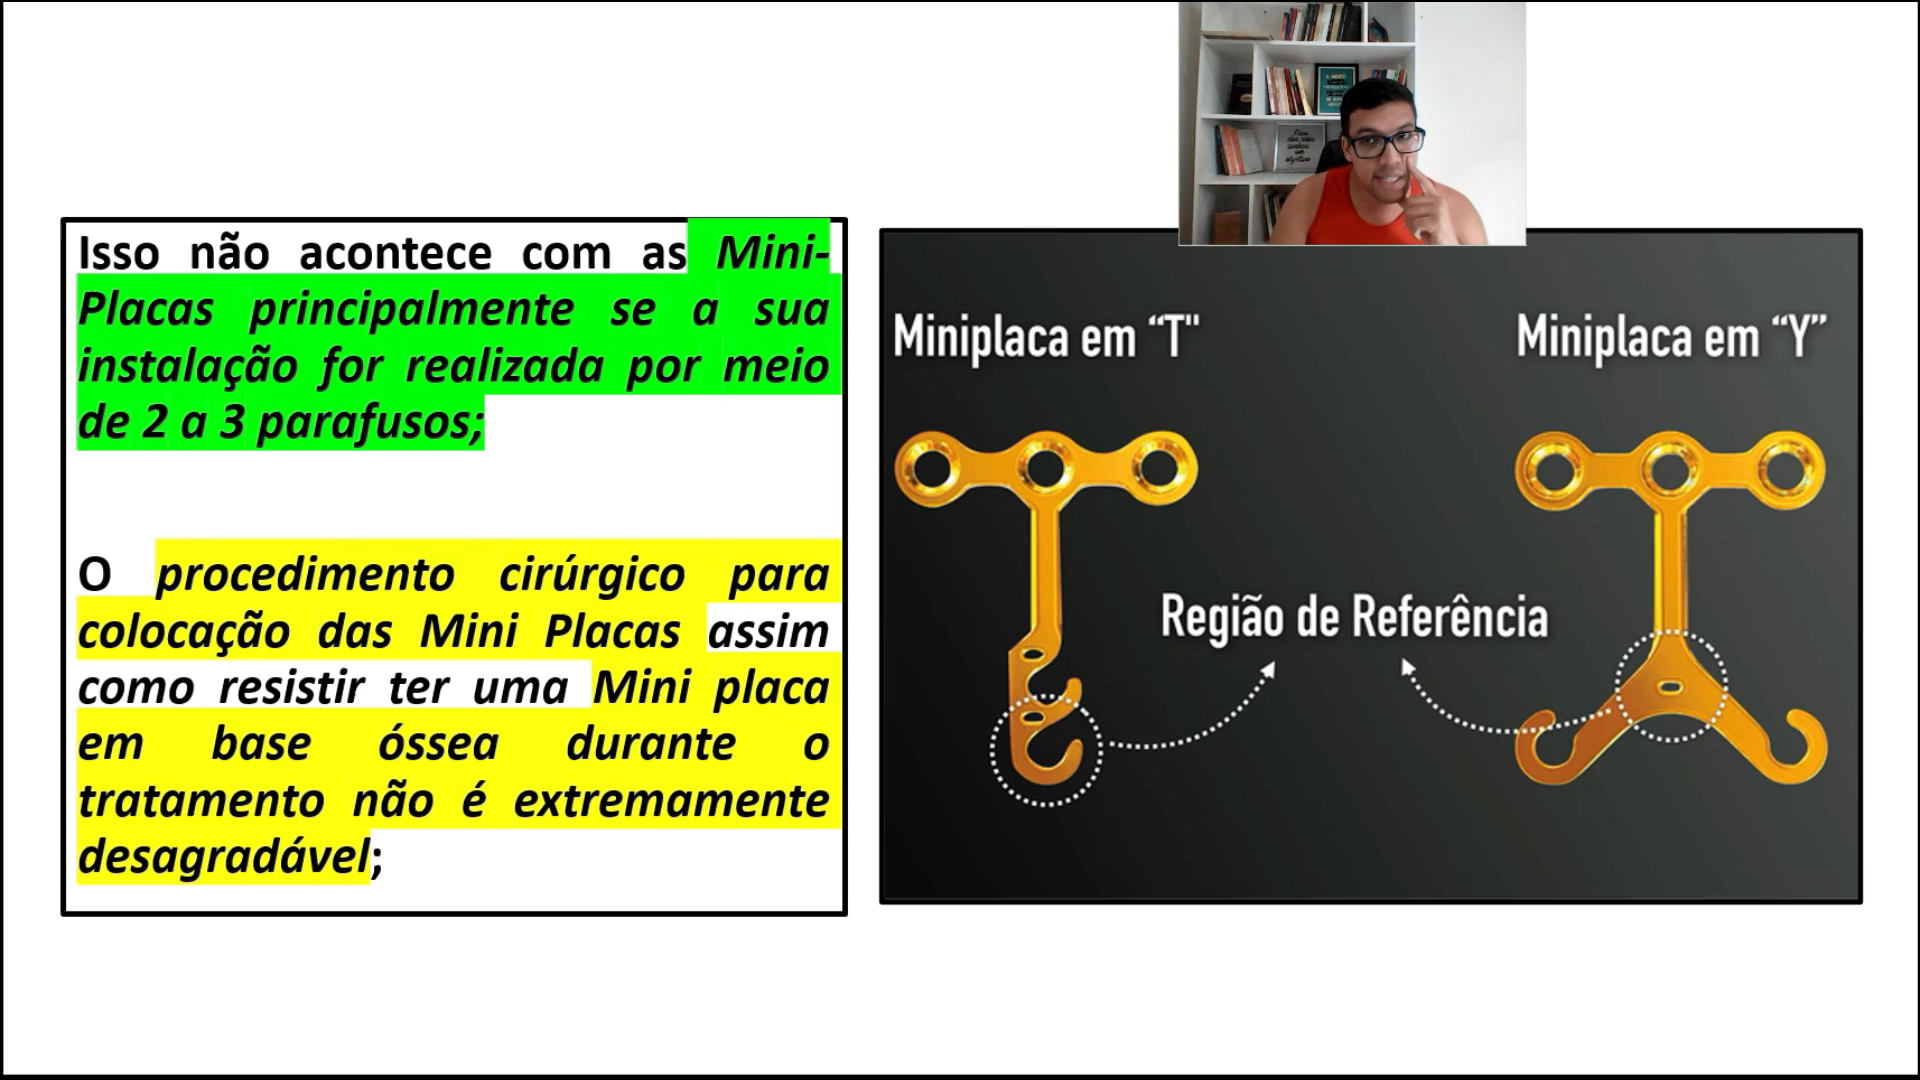 Isso não acontece com as Mini-
Placas principalmente se a sua
instalação for realizada por meio
de 2 a 3 parafusos;
O procedimento cirúrgico para
colocação das Mini Placas assim
como resistir ter uma Mini placa
em base óssea durante o
tratamento não é extremamente
desagradável;
Miniplaca em “T"
Miniplaca em “Y”
Região de Referência